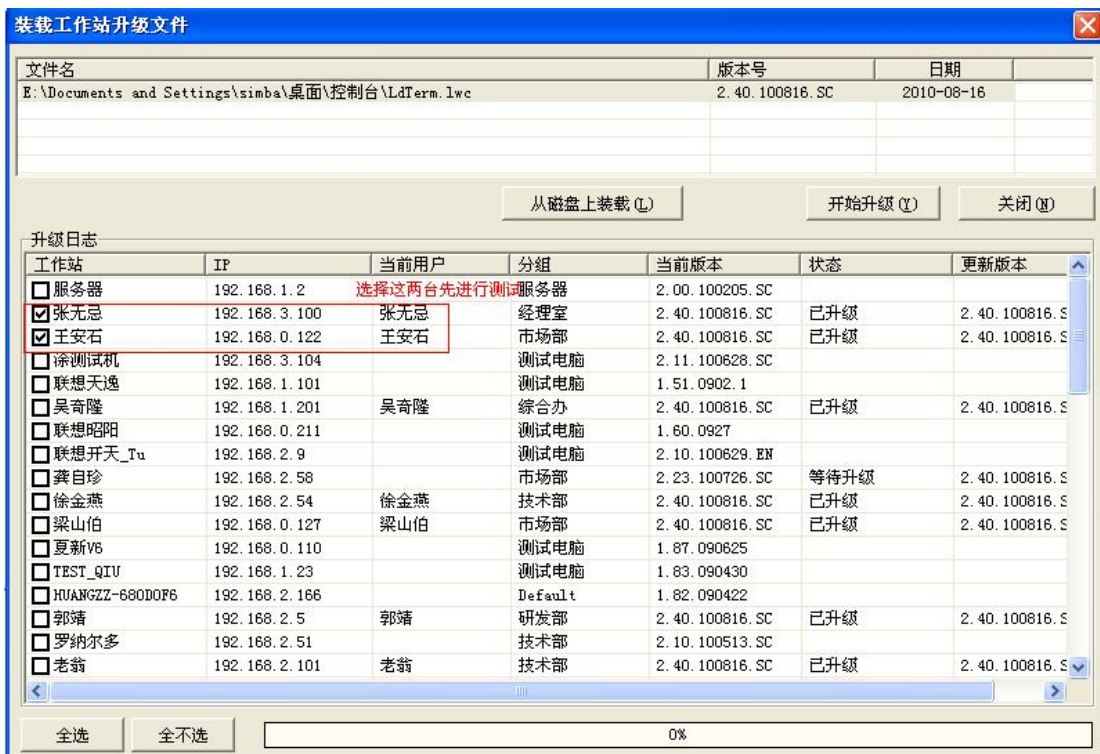 装载工作站升级文件
文件名 版本号 日期
E:\Documents and Settings\simba\桌面\控制台\LdTerm.lwc 2.40.100816.SC 2010-08-16
从磁盘上装载(L) 开始升级(Y) 关闭(N)
升级日志
工作站 IP 当前用户 分组 当前版本 状态 更新版本
服务器 192.168.1.2 选择这两台先进行测试 服务器 2.00.100205.SC
张无忌 192.168.3.100 张无忌 经理室 2.40.100816.SC 已升级 2.40.100816.S
王安石 192.168.0.122 王安石 市场部 2.40.100816.SC 已升级 2.40.100816.S
涂测试机 192.168.3.104 测试电脑 2.11.100628.SC
联想天逸 192.168.1.101 测试电脑 1.51.0902.1
吴奇隆 192.168.1.201 吴奇隆 综合办 2.40.100816.SC 已升级 2.40.100816.S
联想昭阳 192.168.0.211 测试电脑 1.60.0927
联想开天_Tu 192.168.2.9 测试电脑 2.10.100629.EN
龚自珍 192.168.2.58 市场部 2.23.100726.SC 等待升级 2.40.100816.S
徐金燕 192.168.2.54 徐金燕 技术部 2.40.100816.SC 已升级 2.40.100816.S
梁山伯 192.168.0.127 梁山伯 市场部 2.40.100816.SC 已升级 2.40.100816.S
夏新V6 192.168.0.110 测试电脑 1.87.090625
TEST_QIU 192.168.1.23 测试电脑 1.83.090430
HUANGZZ-680D0F6 192.168.2.166 Default 1.82.090422
郭靖 192.168.2.5 郭靖 研发部 2.40.100816.SC 已升级 2.40.100816.S
罗纳尔多 192.168.2.51 技术部 2.10.100513.SC
老翁 192.168.2.101 老翁 技术部 2.40.100816.SC 已升级 2.40.100816.S
全选 全不选 0%